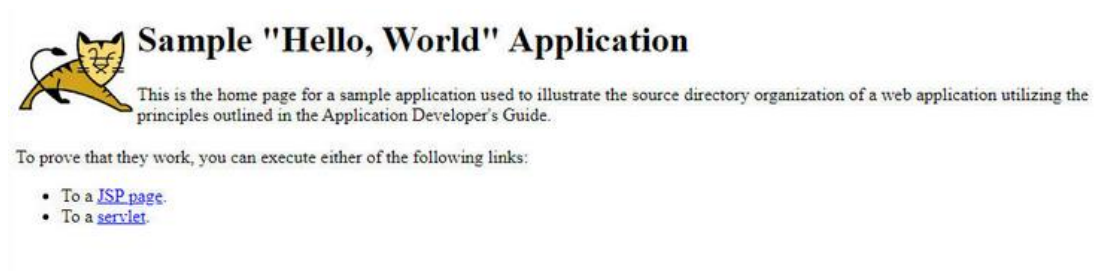 Sample "Hello, World" Application
This is the home page for a sample application used to illustrate the source directory organization of a web application utilizing the
principles outlined in the Application Developer's Guide.
To prove that they work, you can execute either of the following links:
• To a JSP page.
• To a servlet.